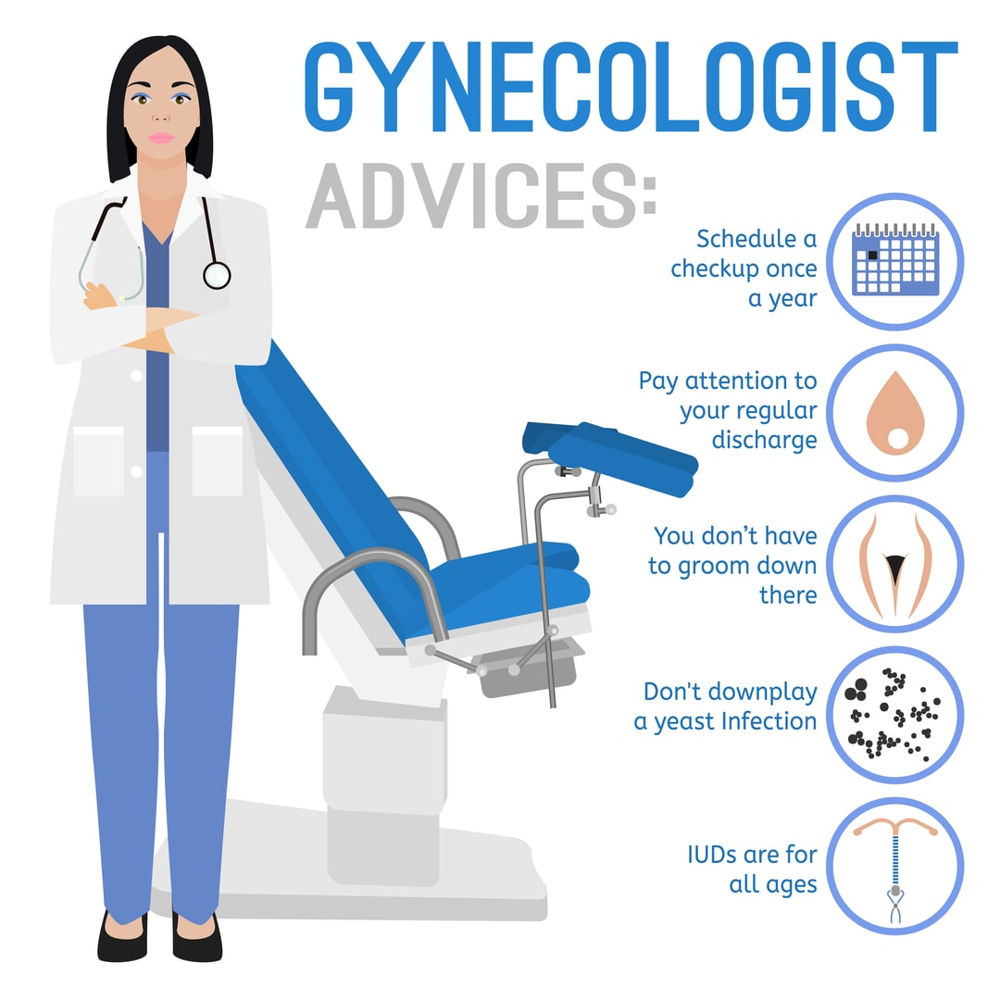 GYNECOLOGIST
ADVICES:
Schedule a
checkup once
a year
Pay attention to
your regular
discharge
You don’t have
to groom down
there
Don't downplay
a yeast Infection
IUDs are for
all ages